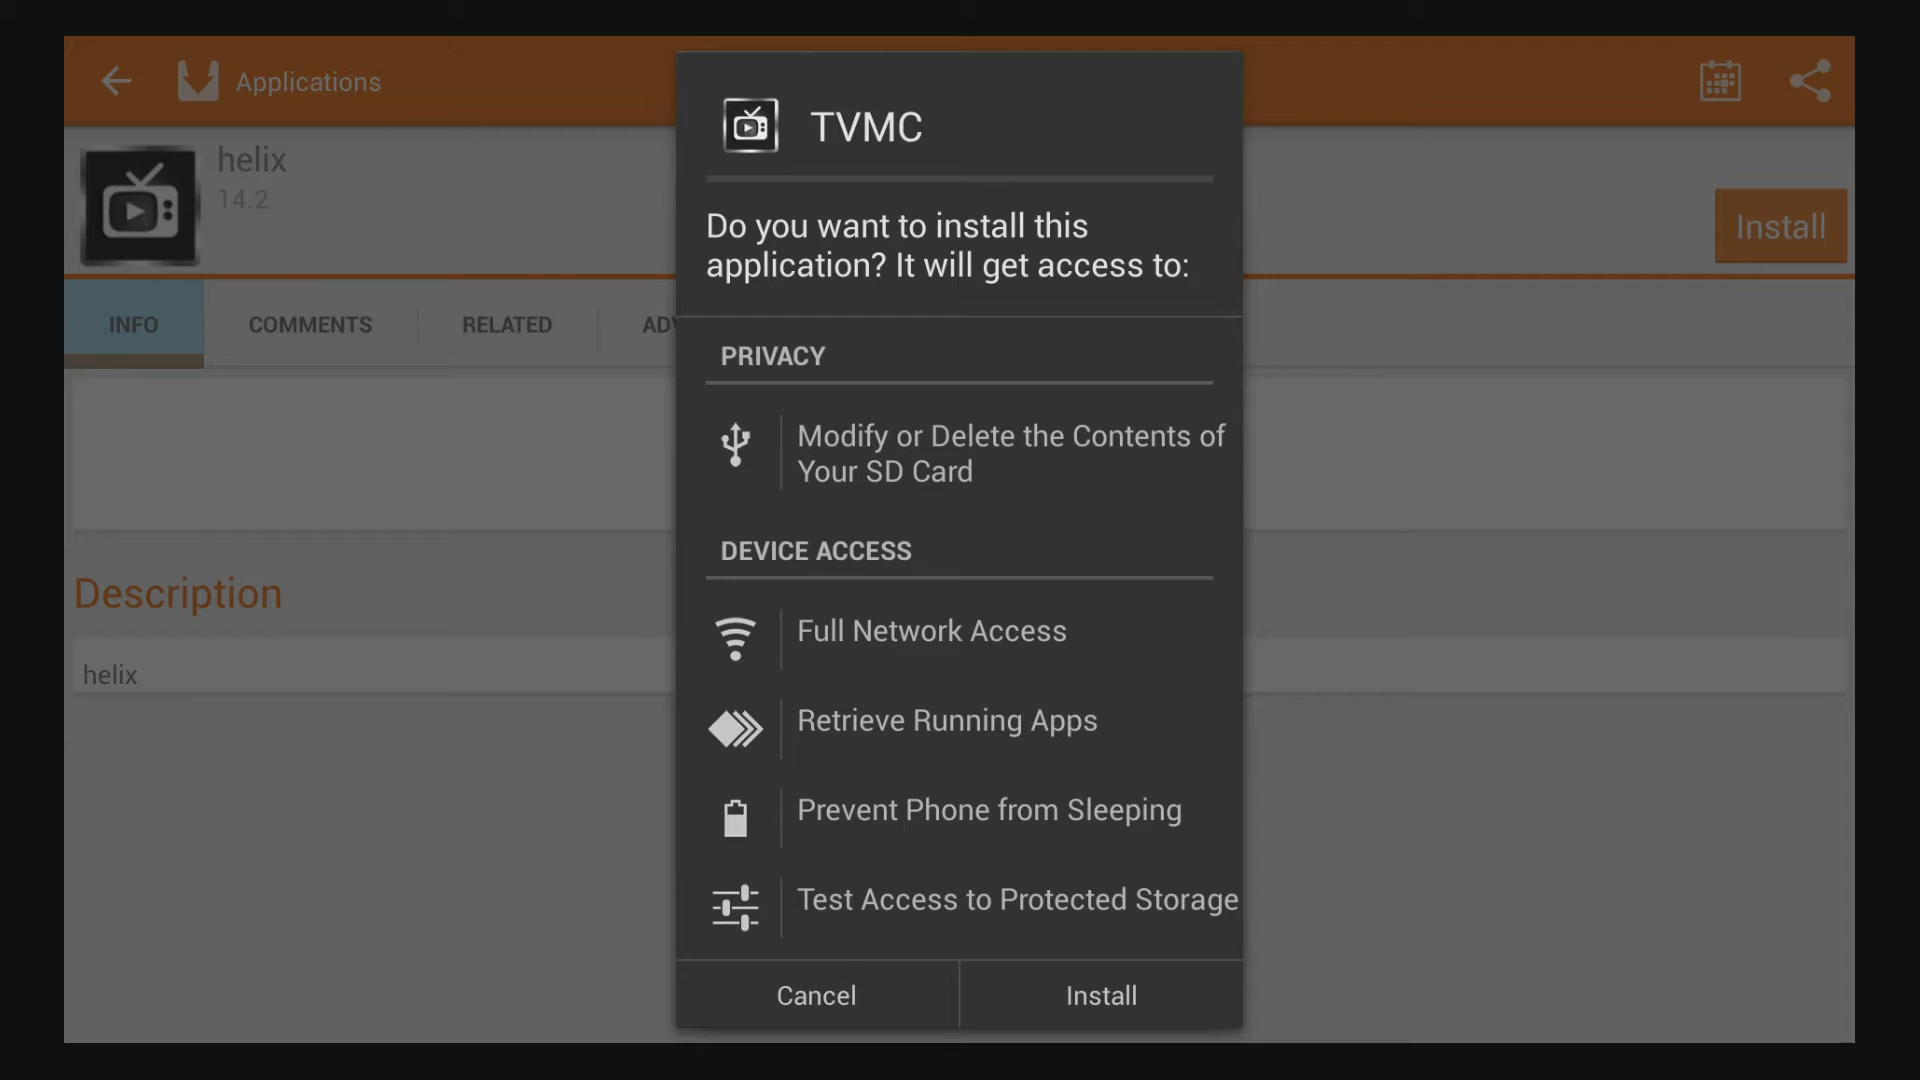 Applications
helix
14.2
Install
INFO
COMMENTS
RELATED
TVMC
Do you want to install this
application? It will get access to:
PRIVACY
Modify or Delete the Contents of
Your SD Card
DEVICE ACCESS
Full Network Access
Retrieve Running Apps
Prevent Phone from Sleeping
Test Access to Protected Storage
Cancel
Install
Description
helix